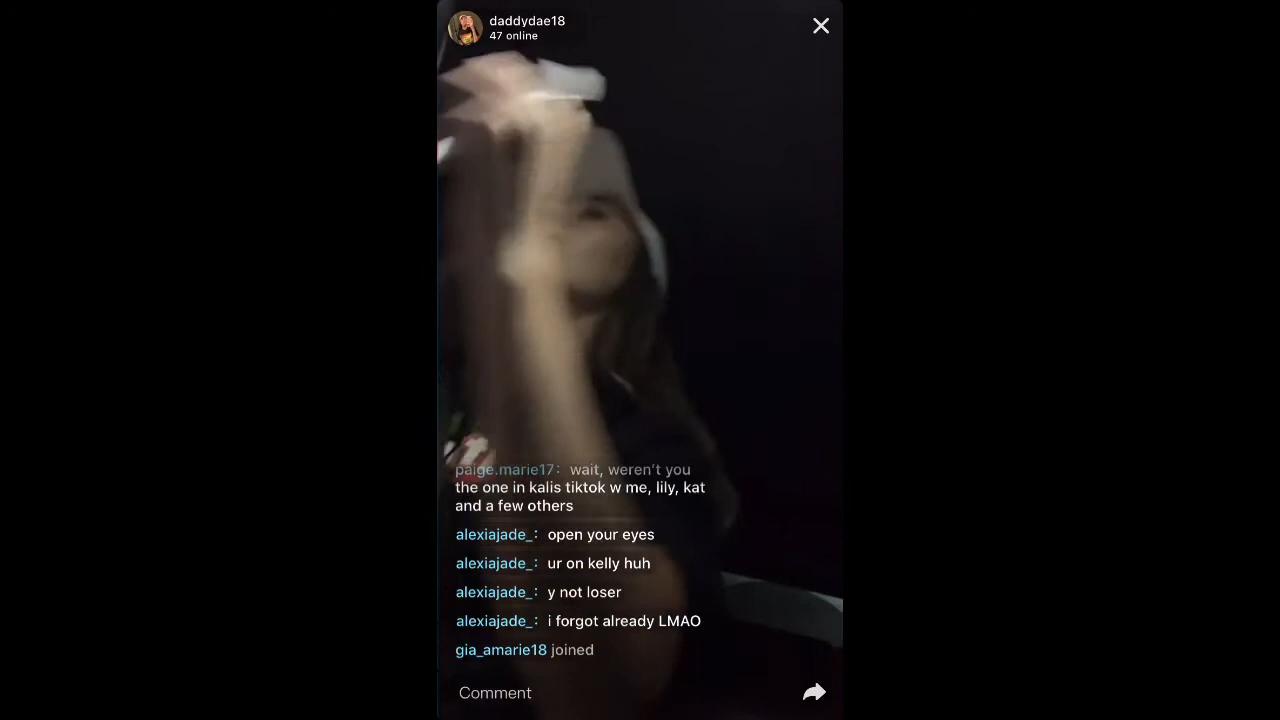 daddydae18
47 online
paige.marie17: wait, weren't you
the one in kalis tiktok w me, lily, kat
and a few others
alexiajade_: open your eyes
alexiajade_: ur on kelly huh
alexiajade_: y not loser
alexiajade_: i forgot already LMAO
gia_amarie18 joined
Comment